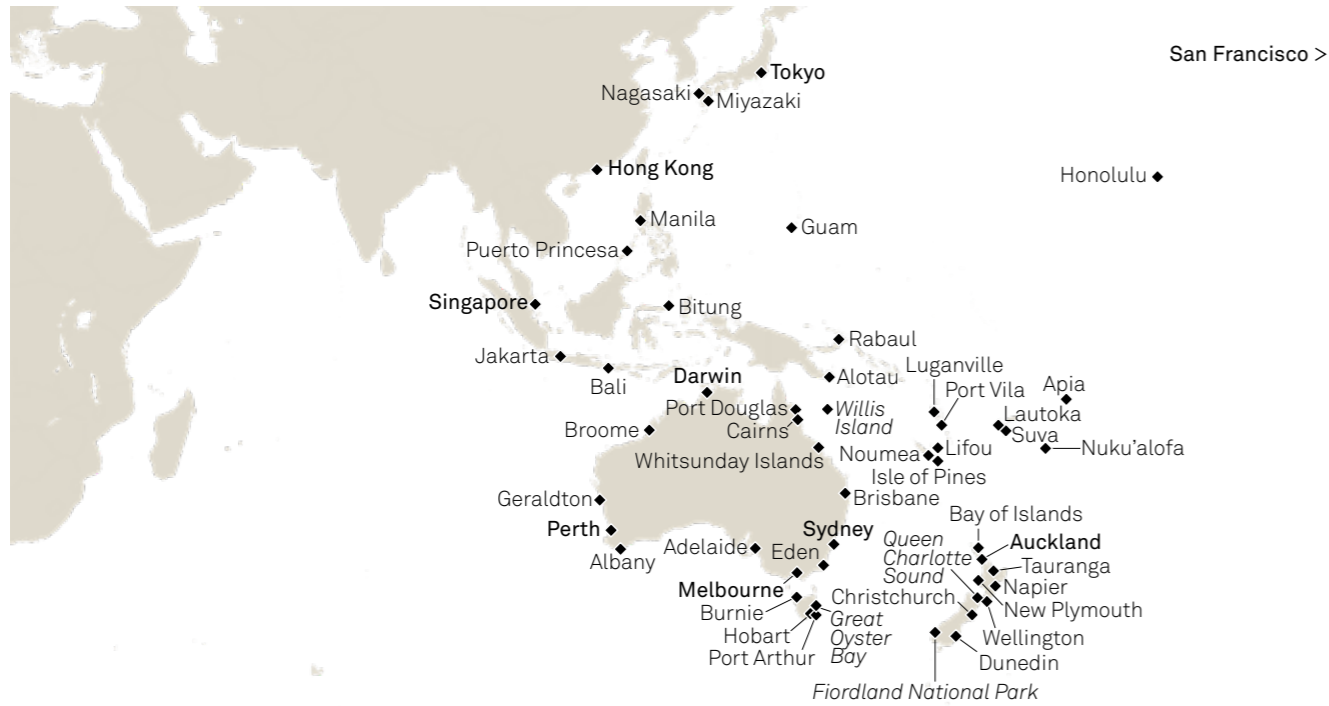 San Francisco >
Tokyo
Nagasaki
Miyazaki
Hong Kong
Honolulu
Manila
Guam
Puerto Princesa
Singapore
Bitung
Rabaul
Jakarta
Luganville
Bali
Darwin
Alotau
Port Vila
Apia
Port Douglas
Willis
Island
Lautoka
Cairns
Broome
Suva
Whitsunday Islands
Noumea
Lifou
Nuku’alofa
Isle of Pines
Geraldton
Brisbane
Bay of Islands
Perth
Sydney
Queen
Charlotte
Sound
Auckland
Albany
Adelaide
Eden
Tauranga
Melbourne
Napier
Christchurch
New Plymouth
Burnie
Great
Oyster
Bay
Hobart
Wellington
Port Arthur
Dunedin
Fiordland National Park